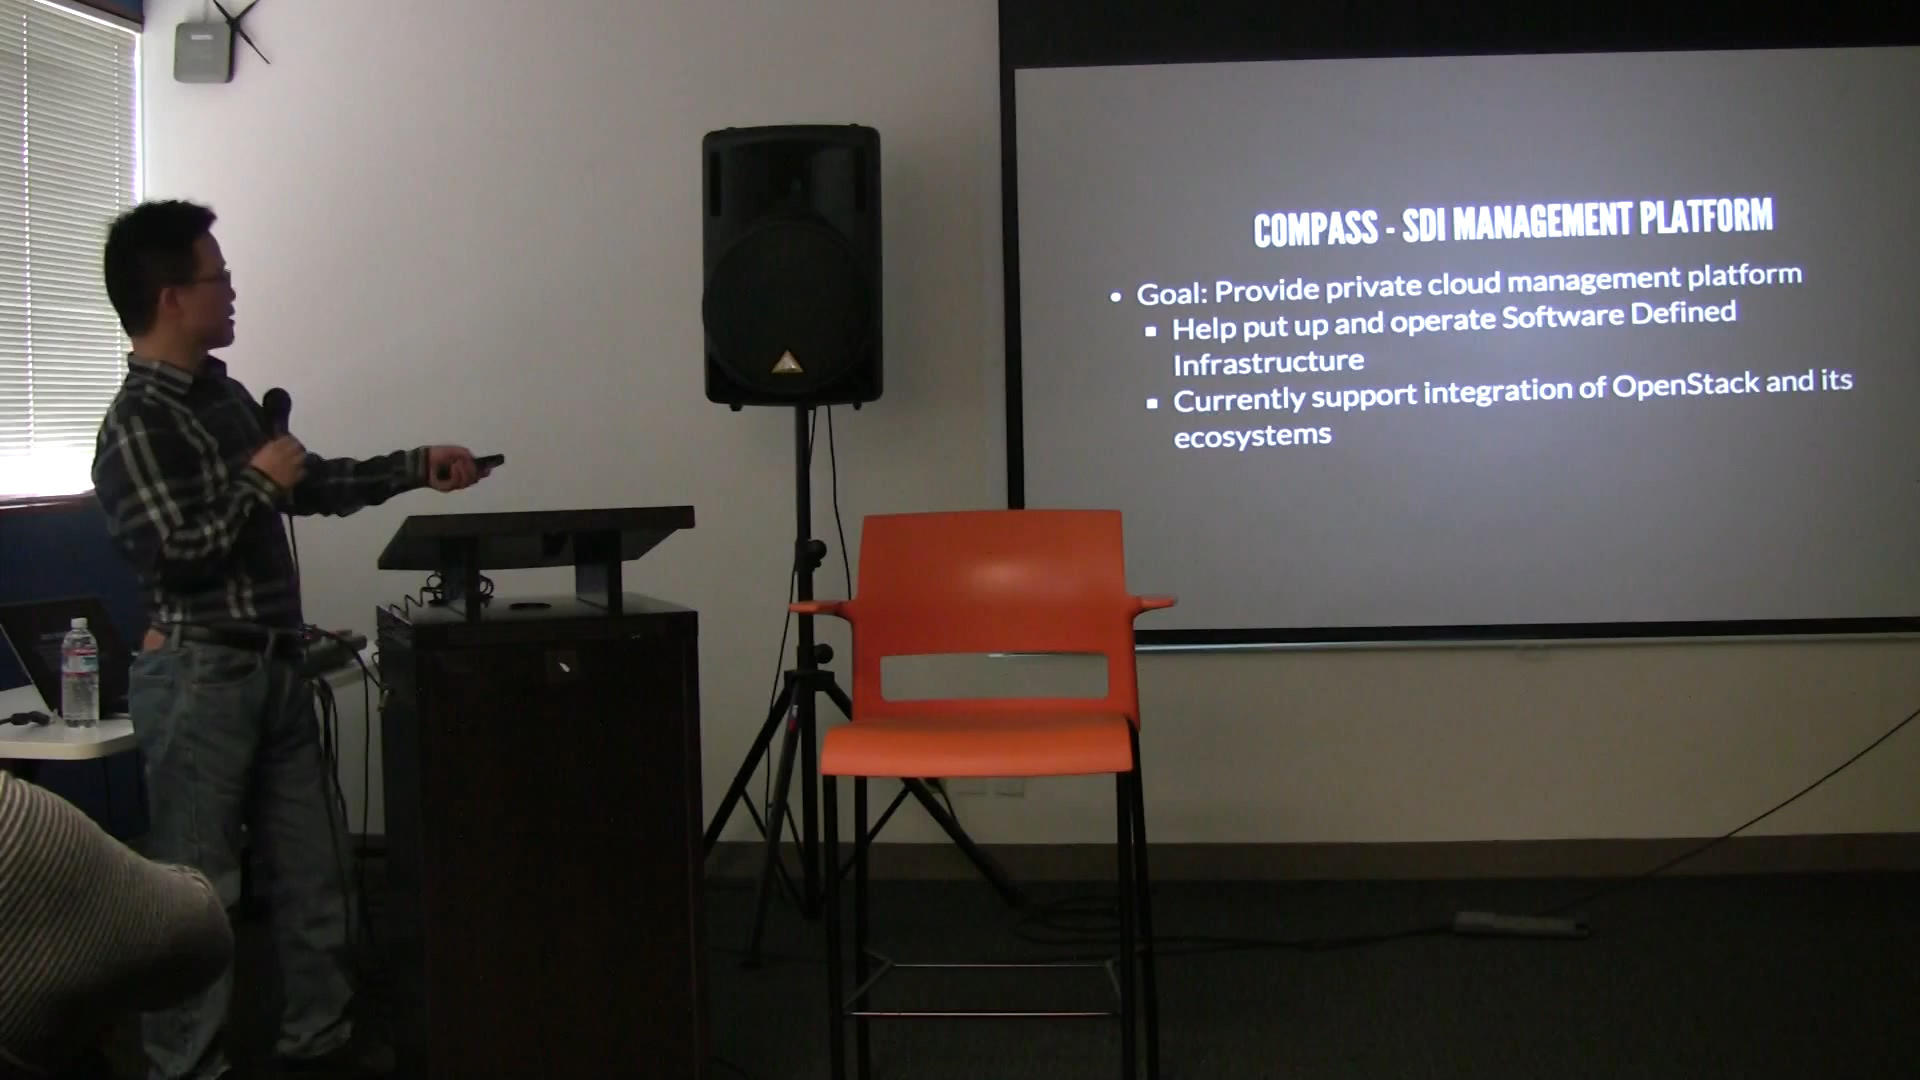 COMPASS - SDI MANAGEMENT PLATFORM
• Goal: Provide private cloud management platform
▪ Help put up and operate Software Defined
Infrastructure
▪ Currently support integration of OpenStack and its
ecosystems